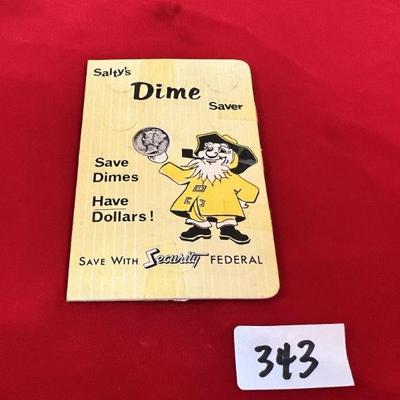 Salty's
Dime
Saver
Save
Dimes
Have
Dollars!
SAVE WITH Security FEDERAL
343